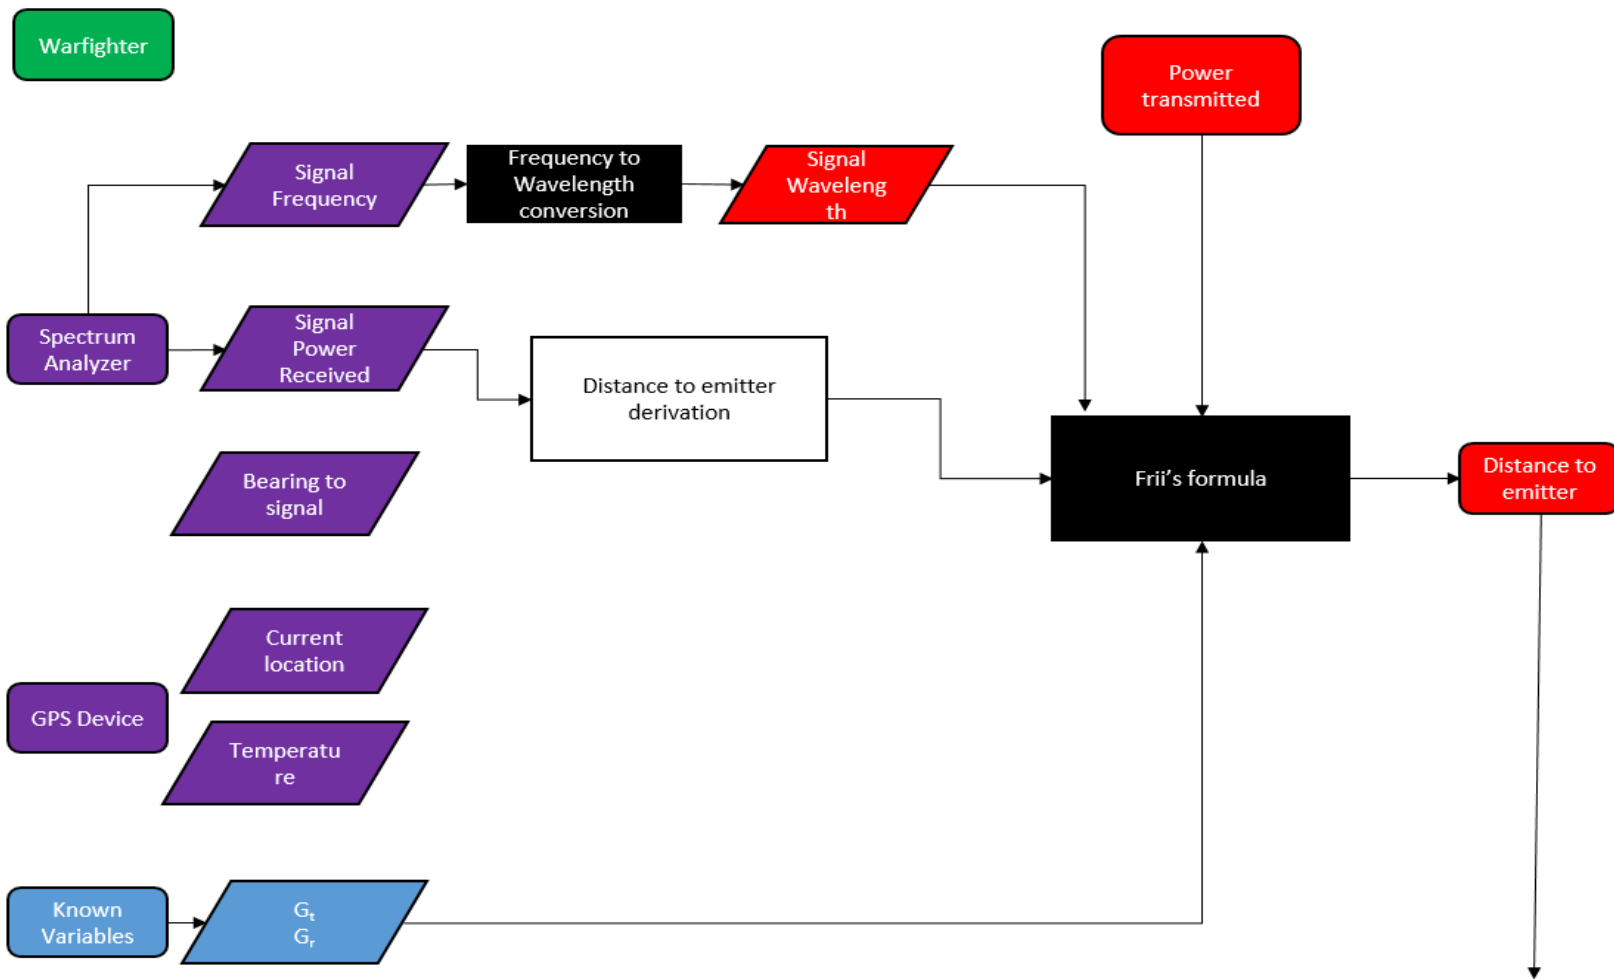 Warfighter
Power
transmitted
Signal
Frequency
Frequency to
Wavelength
conversion
Signal
Waveleng
th
Spectrum
Analyzer
Signal
Power
Received
Distance to emitter
derivation
Bearing to
signal
Frii's formula
Distance to
emitter
Current
location
GPS Device
Temperatu
re
Known
Variables
Gt
Gr